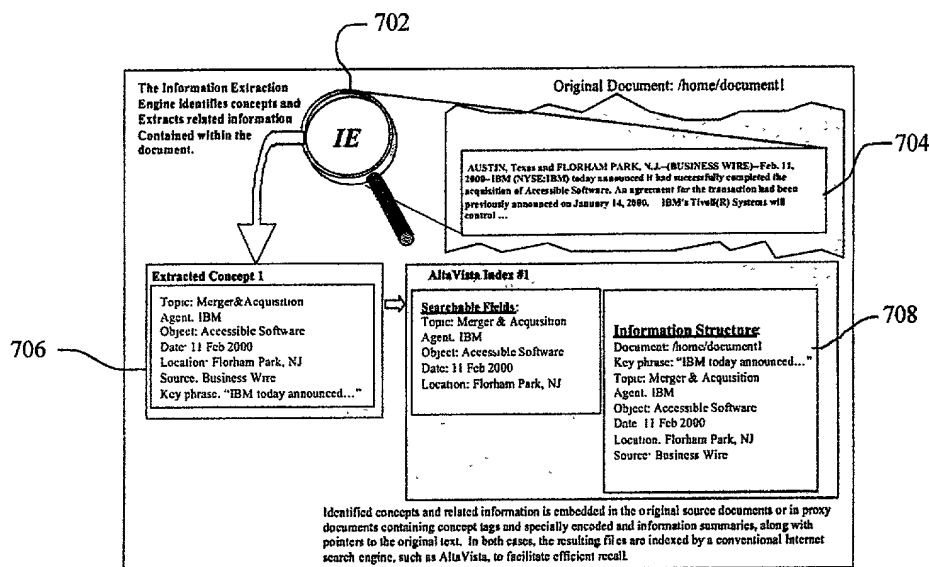 702
The Information Extraction
Engine Identifies concepts and
Extracts related information
Contained within the
document.
IE
Original Document: /home/document1
704
AUSTIN, Texas and FLORHAM PARK, N.J.--(BUSINESS WIRE)--Feb. 11,
2000--IBM (NYSE:IBM) today announced it had successfully completed the
acquisition of Accessible Software. An agreement for the transaction had been
previously announced on January 14, 2000. IBM's Tivoli(R) Systems will
control ...
Extracted Concept 1
Topic: Merger&Acquisition
Agent. IBM
Object: Accessible Software
Date: 11 Feb 2000
Location: Florham Park, NJ
Source. Business Wire
Key phrase. "IBM today announced..."
706
AltaVista Index #1
Searchable Fields:
Topic: Merger & Acquisition
Agent. IBM
Object: Accessible Software
Date: 11 Feb 2000
Location: Florham Park, NJ
Information Structure:
Document: /home/document1
Key phrase: "IBM today announced..."
Topic: Merger & Acquisition
Agent. IBM
Object: Accessible Software
Date 11 Feb 2000
Location. Florham Park, NJ
Source: Business Wire
708
Identified concepts and related information is embedded in the original source documents or in proxy
documents containing concept tags and specially encoded and information summaries, along with
pointers to the original text. In both cases, the resulting files are indexed by a conventional Internet
search engine, such as AltaVista, to facilitate efficient recall.